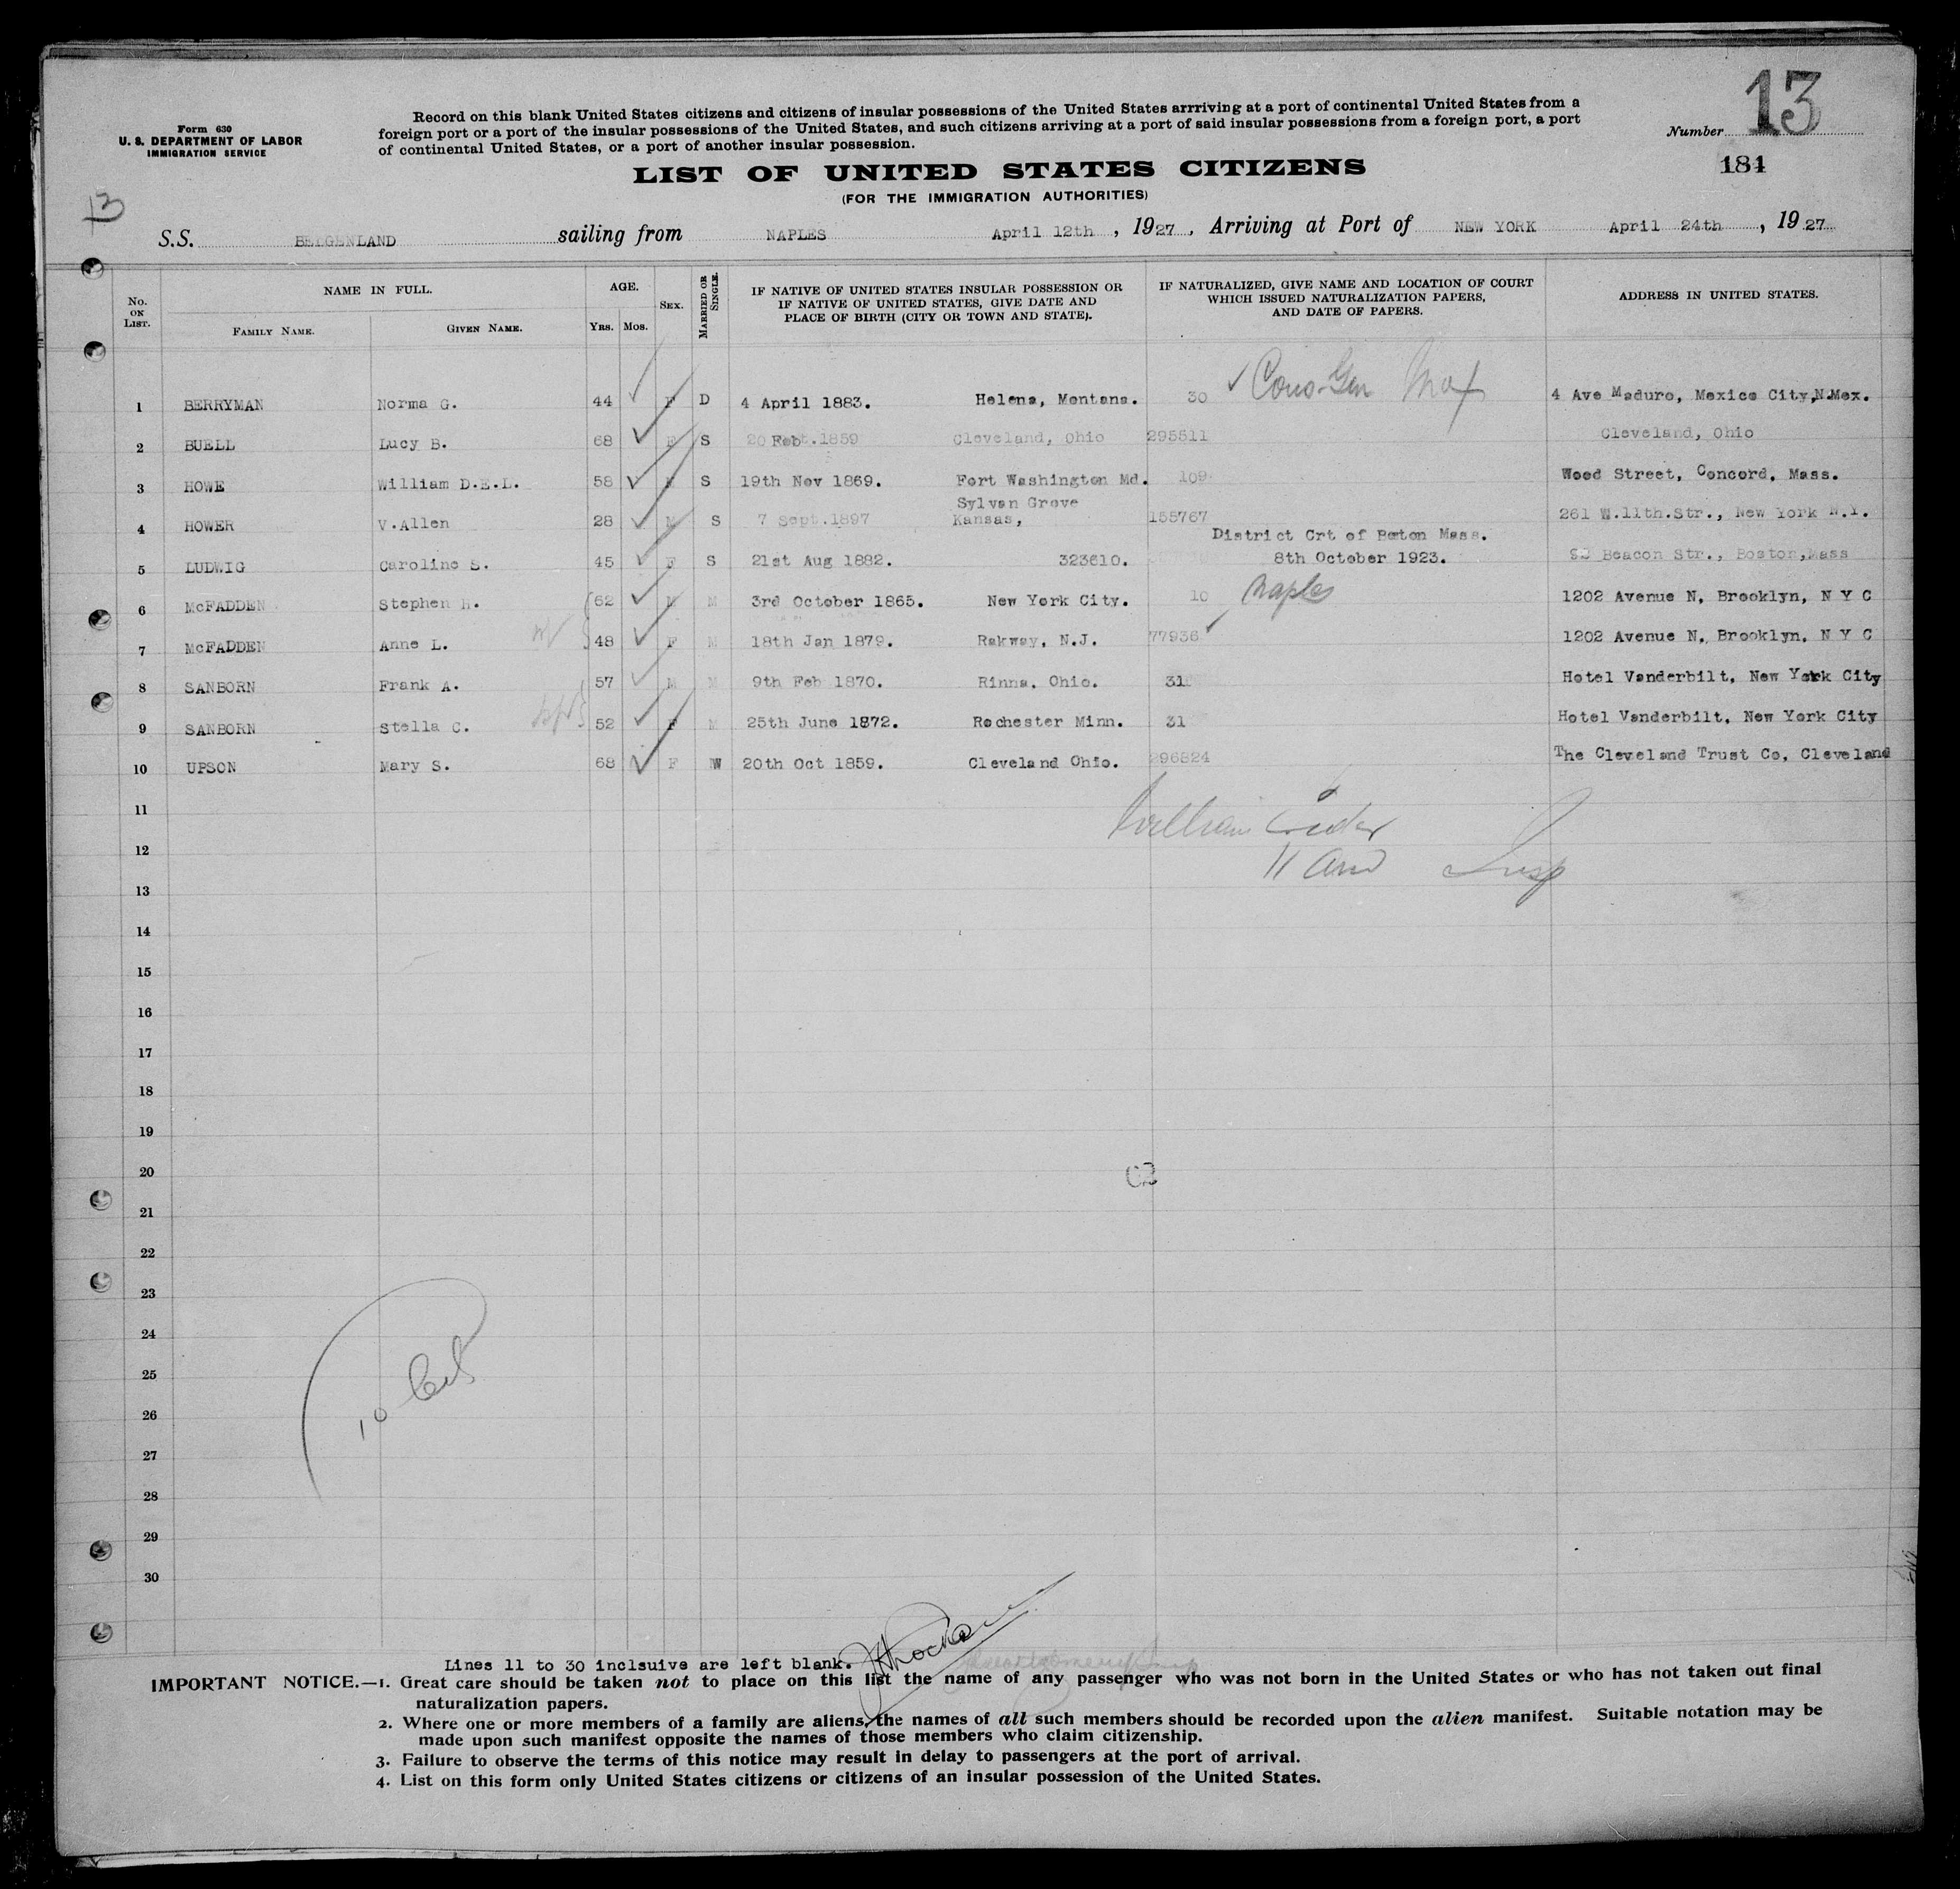 13
Form 630
U. S. DEPARTMENT OF LABOR
IMMIGRATION SERVICE
Record on this blank United States citizens and citizens of insular possessions of the United States arrriving at a port of continental United States from a
foreign port or a port of the insular possessions of the United States, and such citizens arriving at a port of said insular possessions from a foreign port, a port
of continental United States, or a port of another insular possession.
Number
184
LIST OF UNITED STATES CITIZENS
(FOR THE IMMIGRATION AUTHORITIES)
13
S.S. BELGENLAND sailing from NAPLES April 12th , 1927 , Arriving at Port of NEW YORK April 24th , 1927
No. ON LIST. NAME IN FULL. AGE. SEX. MARRIED OR SINGLE. IF NATIVE OF UNITED STATES INSULAR POSSESSION OR IF NATIVE OF UNITED STATES, GIVE DATE AND PLACE OF BIRTH (CITY OR TOWN AND STATE). IF NATURALIZED, GIVE NAME AND LOCATION OF COURT WHICH ISSUED NATURALIZATION PAPERS, AND DATE OF PAPERS. ADDRESS IN UNITED STATES.
FAMILY NAME. GIVEN NAME. YRS. MOS.
1 BERRYMAN Norma G. 44 F D 4 April 1883. Helena, Montana. 30 Cons-Gen 4 Ave Maduro, Mexico City,N.Mex.
2 BUELL Lucy B. 68 F S 20 Feb .1859 Cleveland, Ohio 295511 Cleveland, Ohio
3 HOWE William D.E.L. 58 S 19th Nov 1869. Fort Washington Md. 109 Wood Street, Concord, Mass.
Sylvan Grove
4 HOWER V.Allen 28 M S 7 Sept.1897 Kansas, 155767 261 W.11th.Str., New York N.Y.
District Crt of Boston Mass.
5 LUDWIG Caroline S. 45 F S 21st Aug 1882. 323610. 8th October 1923. Beacon Str., Boston,Mass
6 McFADDEN Stephen H. 62 M M 3rd October 1865. New York City. 10 Naples 1202 Avenue N, Brooklyn, N Y C
7 McFADDEN Anne L. 48 F M 18th Jan 1879. Rakway, N.J. 77936 1202 Avenue N, Brooklyn, N Y C
8 SANBORN Frank A. 57 M M 9th Feb 1870. Rinna, Ohio. 31 Hotel Vanderbilt, New York City
9 SANBORN Stella C. 52 F M 25th June 1872. Rochester Minn. 31 Hotel Vanderbilt, New York City
10 UPSON Mary S. 68 F W 20th Oct 1859. Cleveland Ohio. 296824 The Cleveland Trust Co, Cleveland
11
William
12
11 am Insp
13
14
15
16
17
18
19
20
21
22
23
24
25
10
26
27
28
29
30
Lines 11 to 30 inclsuive are left blank.
IMPORTANT NOTICE.—1. Great care should be taken not to place on this list the name of any passenger who was not born in the United States or who has not taken out final
naturalization papers.
2. Where one or more members of a family are aliens, the names of all such members should be recorded upon the alien manifest. Suitable notation may be
made upon such manifest opposite the names of those members who claim citizenship.
3. Failure to observe the terms of this notice may result in delay to passengers at the port of arrival.
4. List on this form only United States citizens or citizens of an insular possession of the United States.